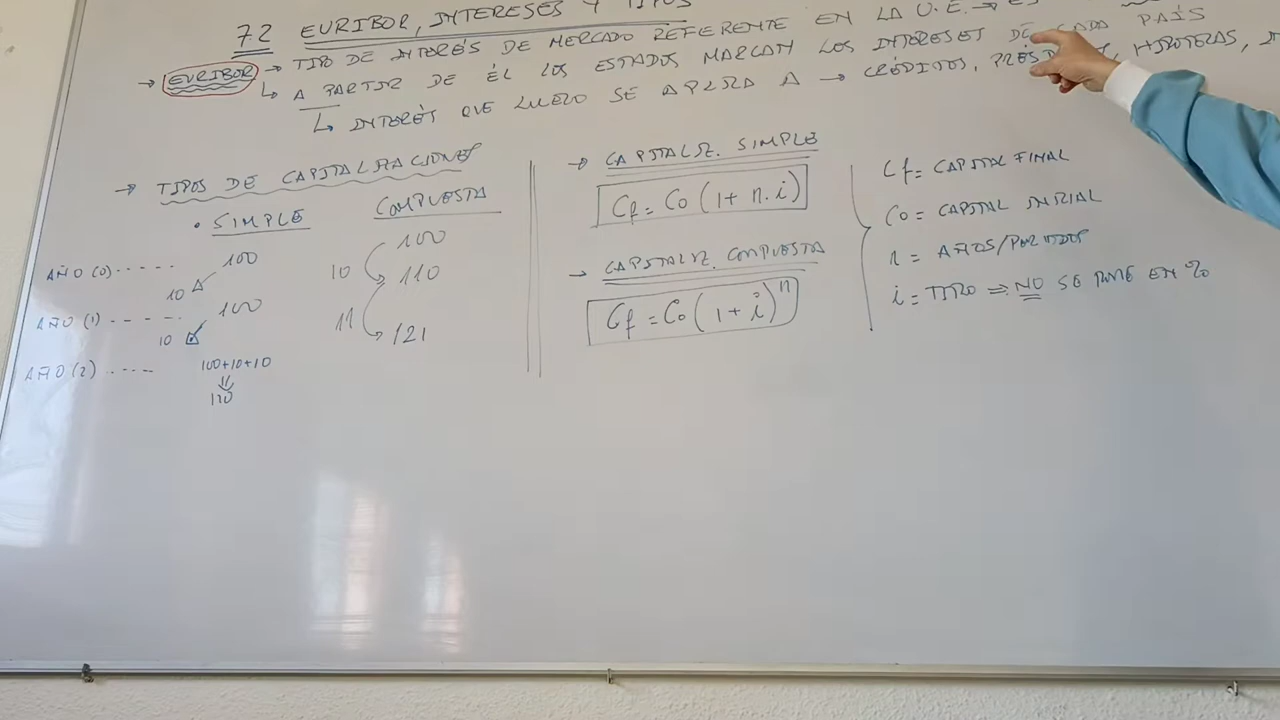 72 EURIBOR, INTERESES Y TIPOS
→ EURIBOR → TIPO DE INTERÉS DE MERCADO REFERENTE EN LA U.E. →
↳ A PARTIR DE ÉL LOS ESTADOS MARCAN LOS INTERESES DE CADA PAÍS
↳ INTERÉS QUE LUEGO SE APLICA A → CRÉDITOS, HIPOTECAS,
→ TIPOS DE CAPITALIZACIONES
• SIMPLE COMPUESTA
AÑO (0)..... 100 100
10 10 110
AÑO (1)..... 100
10 11 121
AÑO (2)..... 100+10+10
110
→ CAPITALIZ. SIMPLE
Cf = Co (1 + n.i)
→ CAPITALIZ. COMPUESTA
Cf = Co (1 + i)^n
Cf = CAPITAL FINAL
Co = CAPITAL INICIAL
n = AÑOS/PERIODOS
i = TIPO ⇒ NO SE PONE EN %